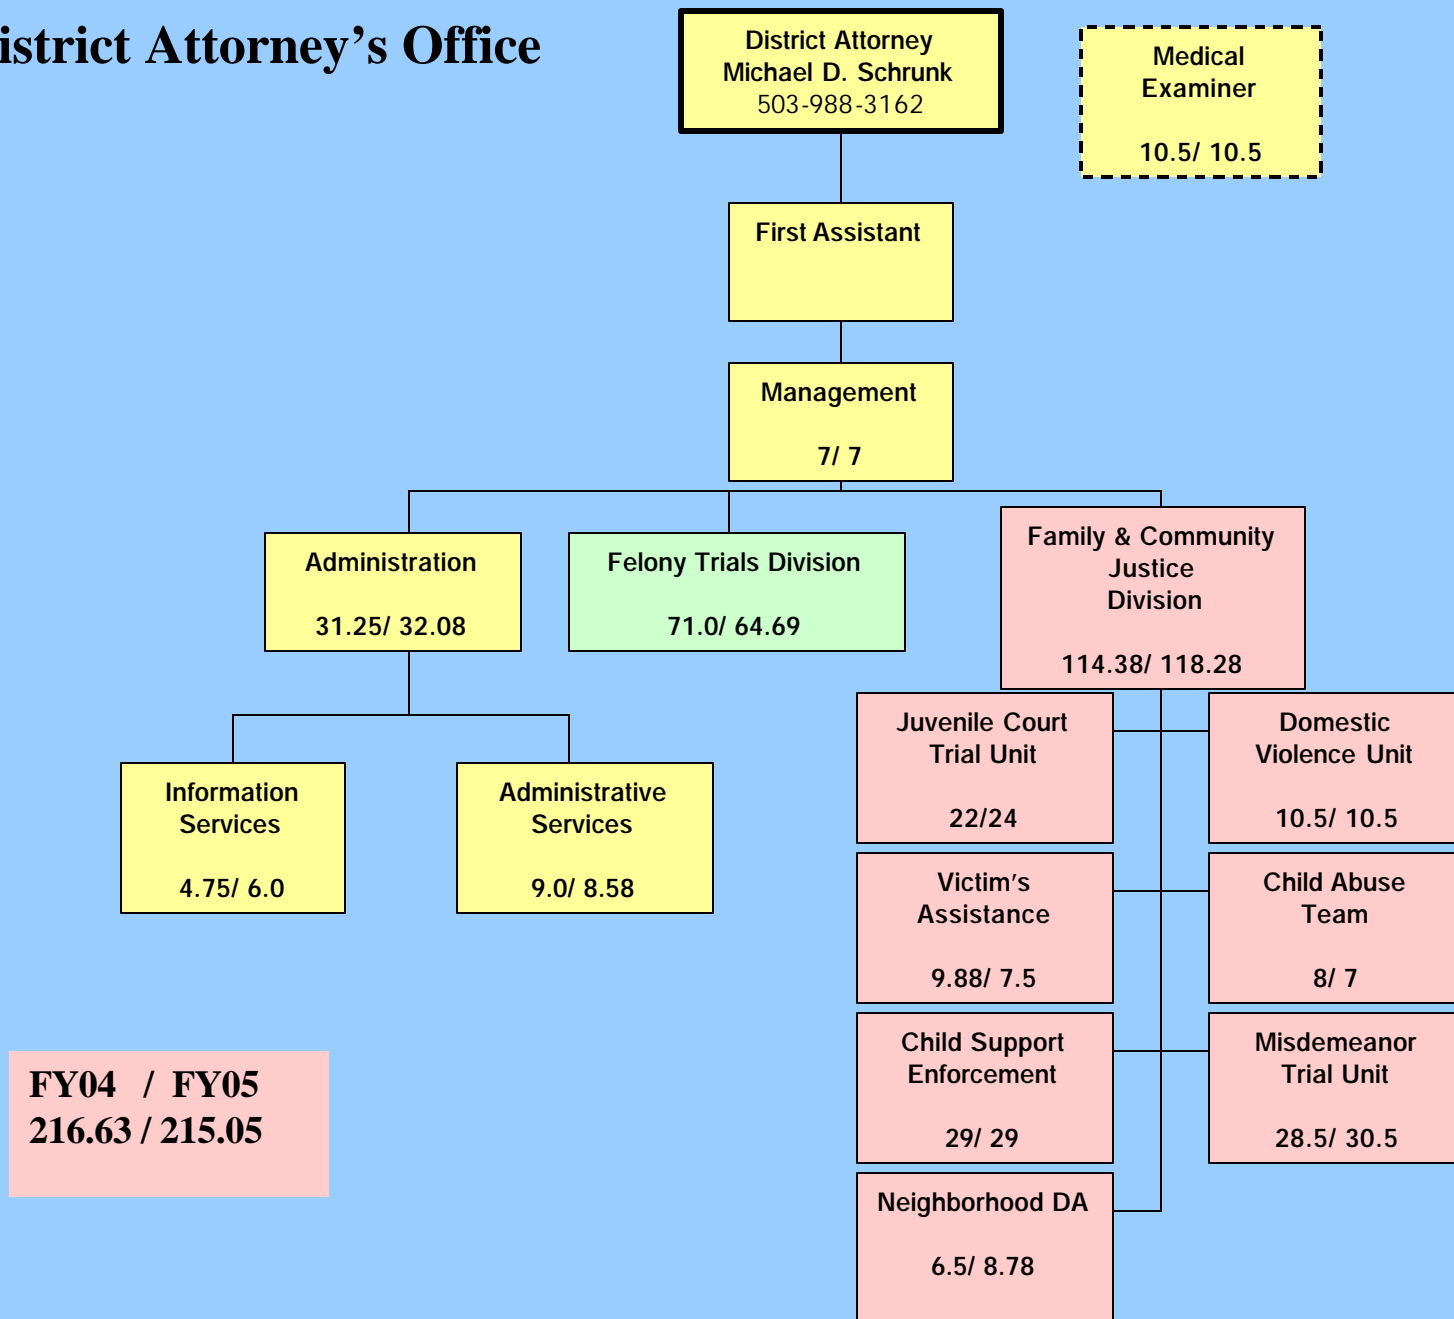 istrict Attorney’s Office
District Attorney
Michael D. Schrunk
503-988-3162
Medical
Examiner
10.5/ 10.5
First Assistant
Management
7/ 7
Administration
31.25/ 32.08
Felony Trials Division
71.0/ 64.69
Family & Community
Justice
Division
114.38/ 118.28
Information
Services
4.75/ 6.0
Administrative
Services
9.0/ 8.58
Juvenile Court
Trial Unit
22/24
Domestic
Violence Unit
10.5/ 10.5
Victim’s
Assistance
9.88/ 7.5
Child Abuse
Team
8/ 7
Child Support
Enforcement
29/ 29
Misdemeanor
Trial Unit
28.5/ 30.5
Neighborhood DA
6.5/ 8.78
FY04 / FY05
216.63 / 215.05